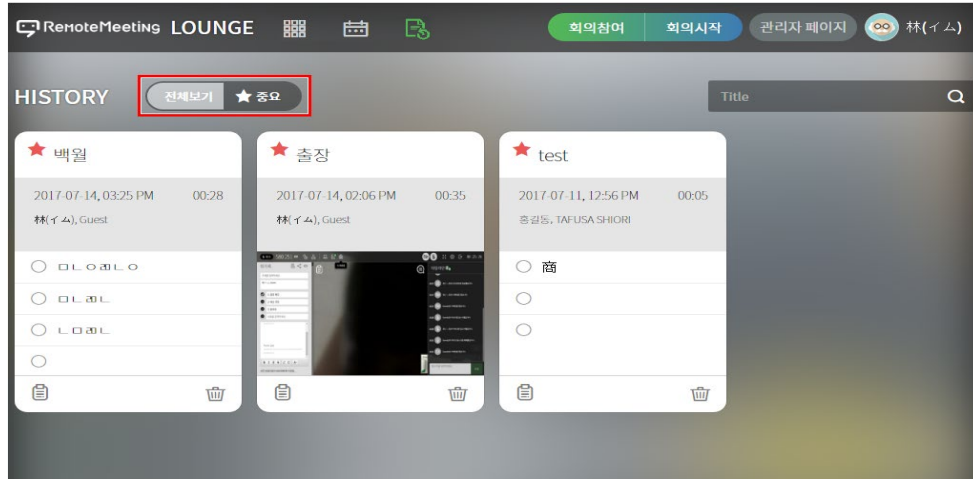 RemoteMeeting LOUNGE 회의참여 회의시작 관리자 페이지 林(イム)
HISTORY 전체보기 ★ 중요 Title
백월
2017-07-14, 03:25 PM 00:28
林(イム), Guest
ㅁㄴㅇㄻㄴㅇ
ㅁㄴㄻㄴ
ㄴㅁㄻㄴ
출장
2017-07-14, 02:06 PM 00:35
林(イム), Guest
test
2017-07-11, 12:56 PM 00:05
홍길동, TAFUSA SHIORI
商